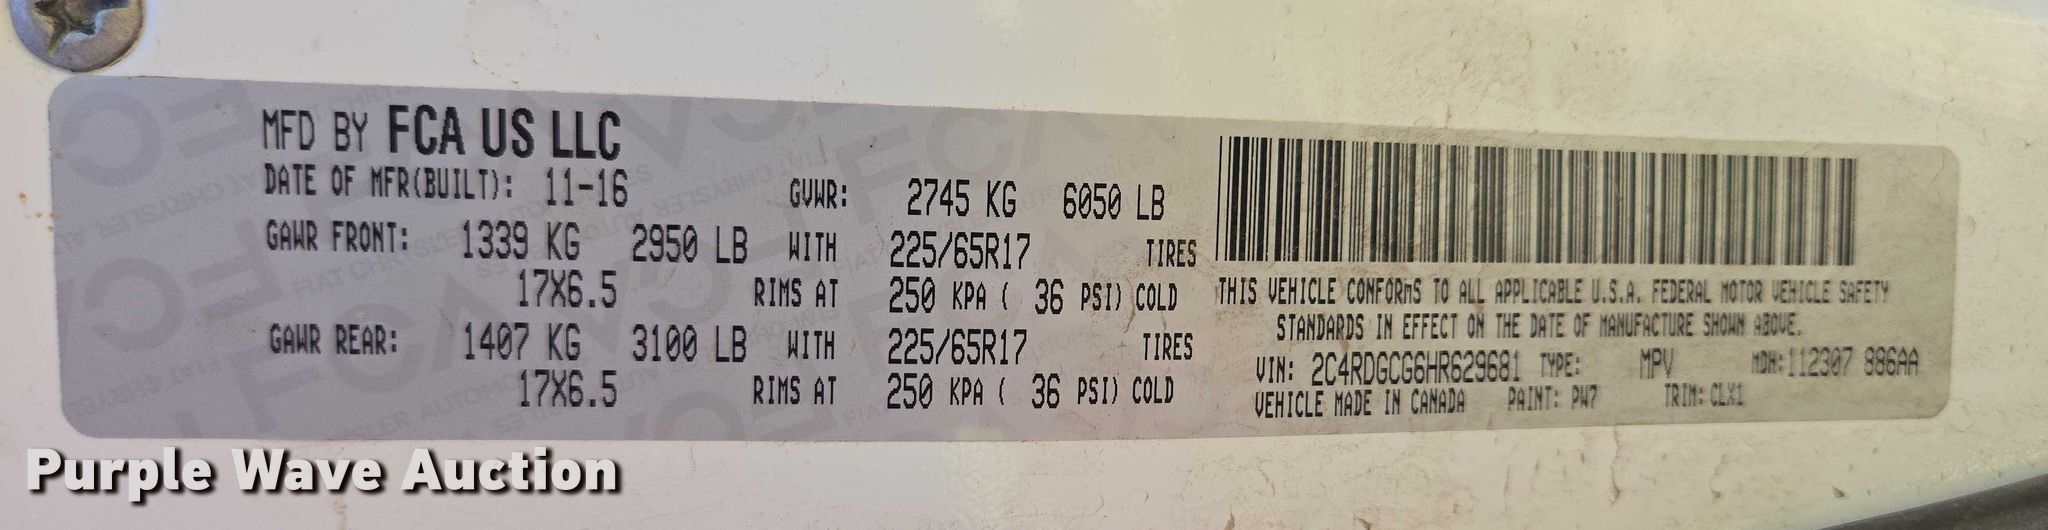 MFD BY FCA US LLC
DATE OF MFR(BUILT): 11-16 GVWR: 2745 KG 6050 LB
GAWR FRONT: 1339 KG 2950 LB WITH 225/65R17 TIRES
17X6.5 RIMS AT 250 KPA ( 36 PSI) COLD
GAWR REAR: 1407 KG 3100 LB WITH 225/65R17 TIRES
17X6.5 RIMS AT 250 KPA ( 36 PSI) COLD
THIS VEHICLE CONFORMS TO ALL APPLICABLE U.S.A. FEDERAL MOTOR VEHICLE SAFETY
STANDARDS IN EFFECT ON THE DATE OF MANUFACTURE SHOWN ABOVE.
VIN: 2C4RDGCG6HR629681 TYPE: MPV MDH:112307 886AA
VEHICLE MADE IN CANADA PAINT: PW7 TRIM: CLX1
Purple Wave Auction